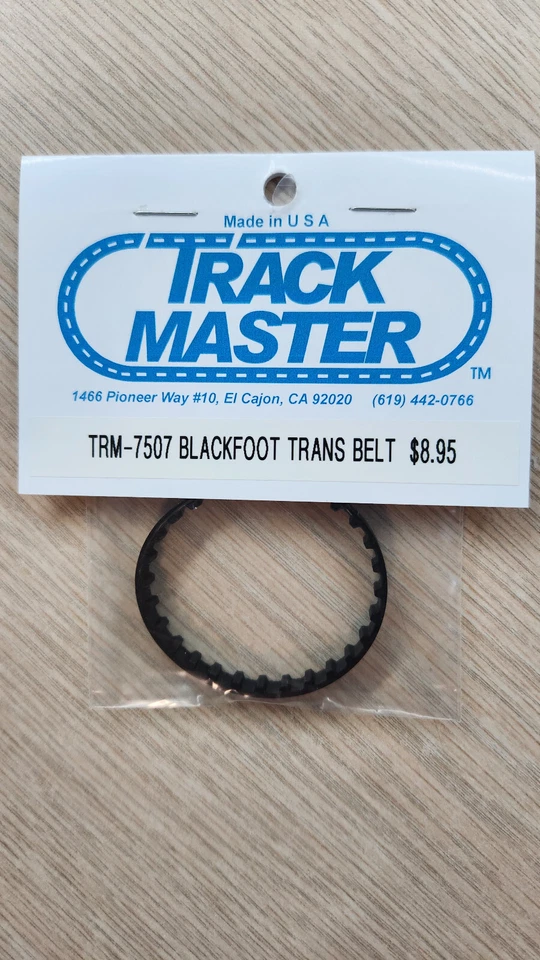 Made in U S A
TRACK
MASTER
TM
1466 Pioneer Way #10, El Cajon, CA 92020 (619) 442-0766
TRM-7507 BLACKFOOT TRANS BELT $8.95